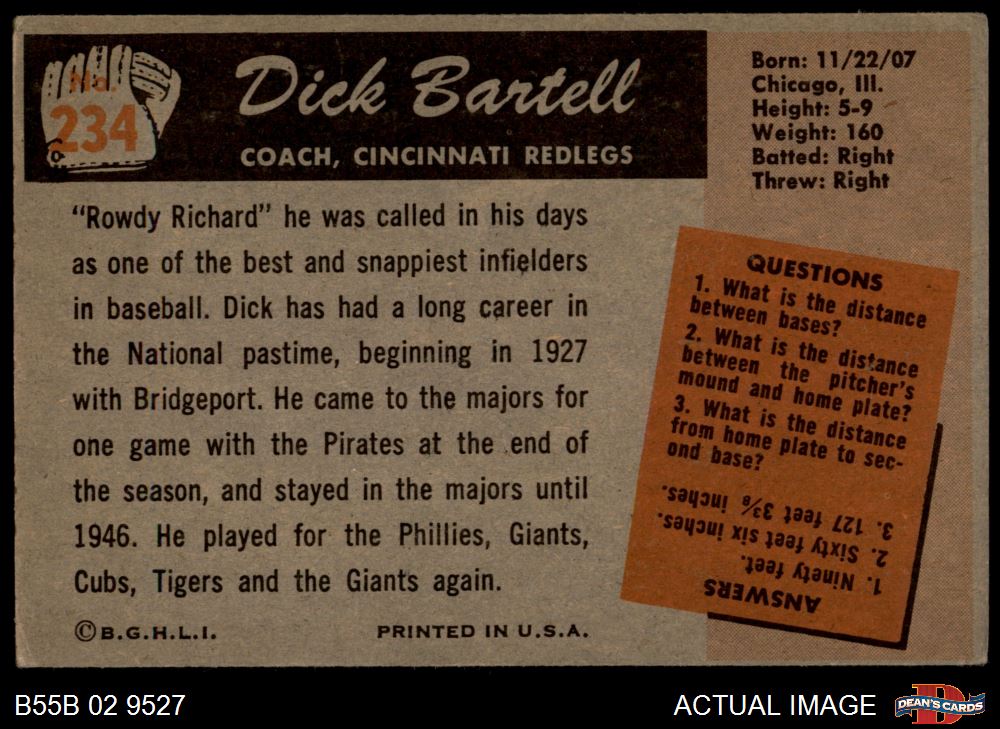 No.
234
Dick Bartell
COACH, CINCINNATI REDLEGS
Born: 11/22/07
Chicago, Ill.
Height: 5-9
Weight: 160
Batted: Right
Threw: Right
"Rowdy Richard" he was called in his days
as one of the best and snappiest infielders
in baseball. Dick has had a long career in
the National pastime, beginning in 1927
with Bridgeport. He came to the majors for
one game with the Pirates at the end of
the season, and stayed in the majors until
1946. He played for the Phillies, Giants,
Cubs, Tigers and the Giants again.
© B.G.H.L.I.
PRINTED IN U.S.A.
QUESTIONS
1. What is the distance
between bases?
2. What is the distance
between the pitcher's
mound and home plate?
3. What is the distance
from home plate to sec-
ond base?
ANSWERS
1. Ninety feet.
2. Sixty feet six inches.
3. 127 feet 3⅜ inches.
B55B 02 9527
ACTUAL IMAGE
D
DEAN'S CARDS